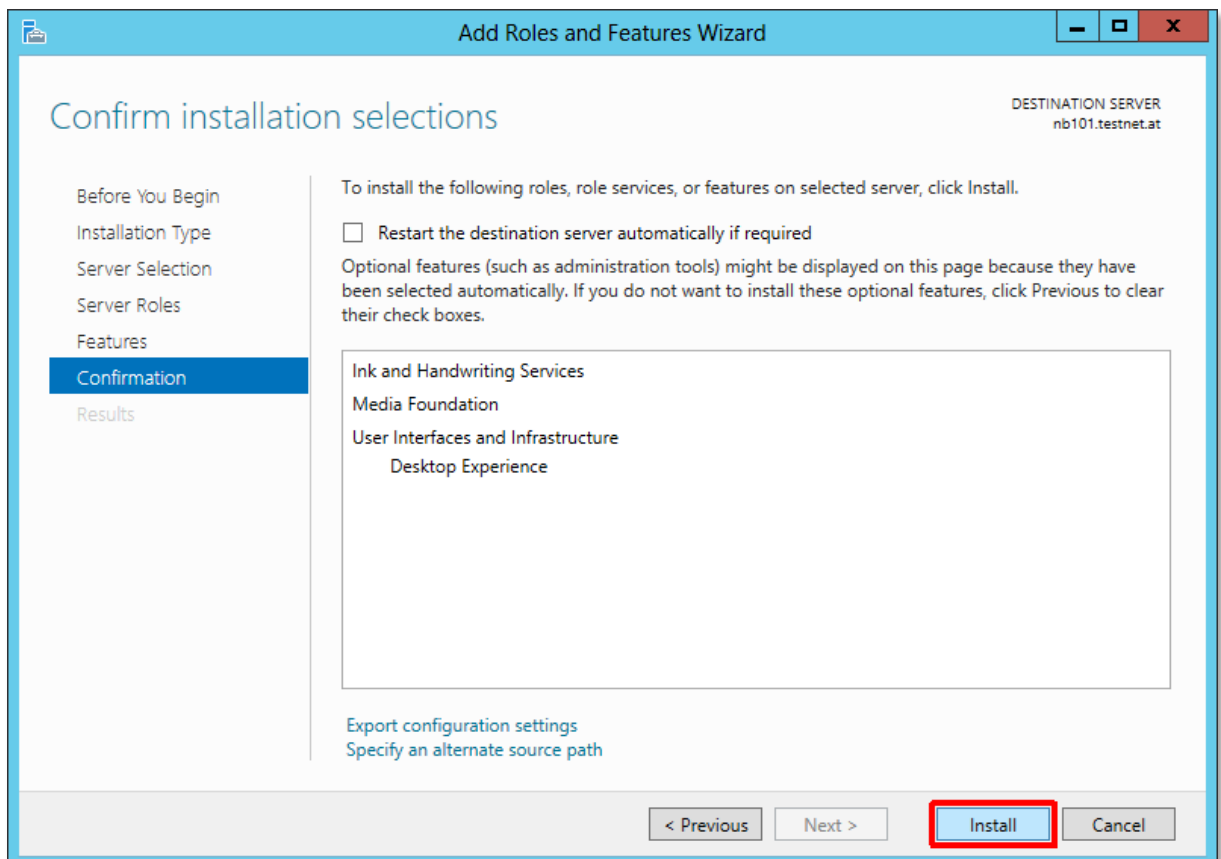 Add Roles and Features Wizard
Confirm installation selections
DESTINATION SERVER
nb101.testnet.at
Before You Begin
Installation Type
Server Selection
Server Roles
Features
Confirmation
Results
To install the following roles, role services, or features on selected server, click Install.
Restart the destination server automatically if required
Optional features (such as administration tools) might be displayed on this page because they have
been selected automatically. If you do not want to install these optional features, click Previous to clear
their check boxes.
Ink and Handwriting Services
Media Foundation
User Interfaces and Infrastructure
Desktop Experience
Export configuration settings
Specify an alternate source path
< Previous
Next >
Install
Cancel